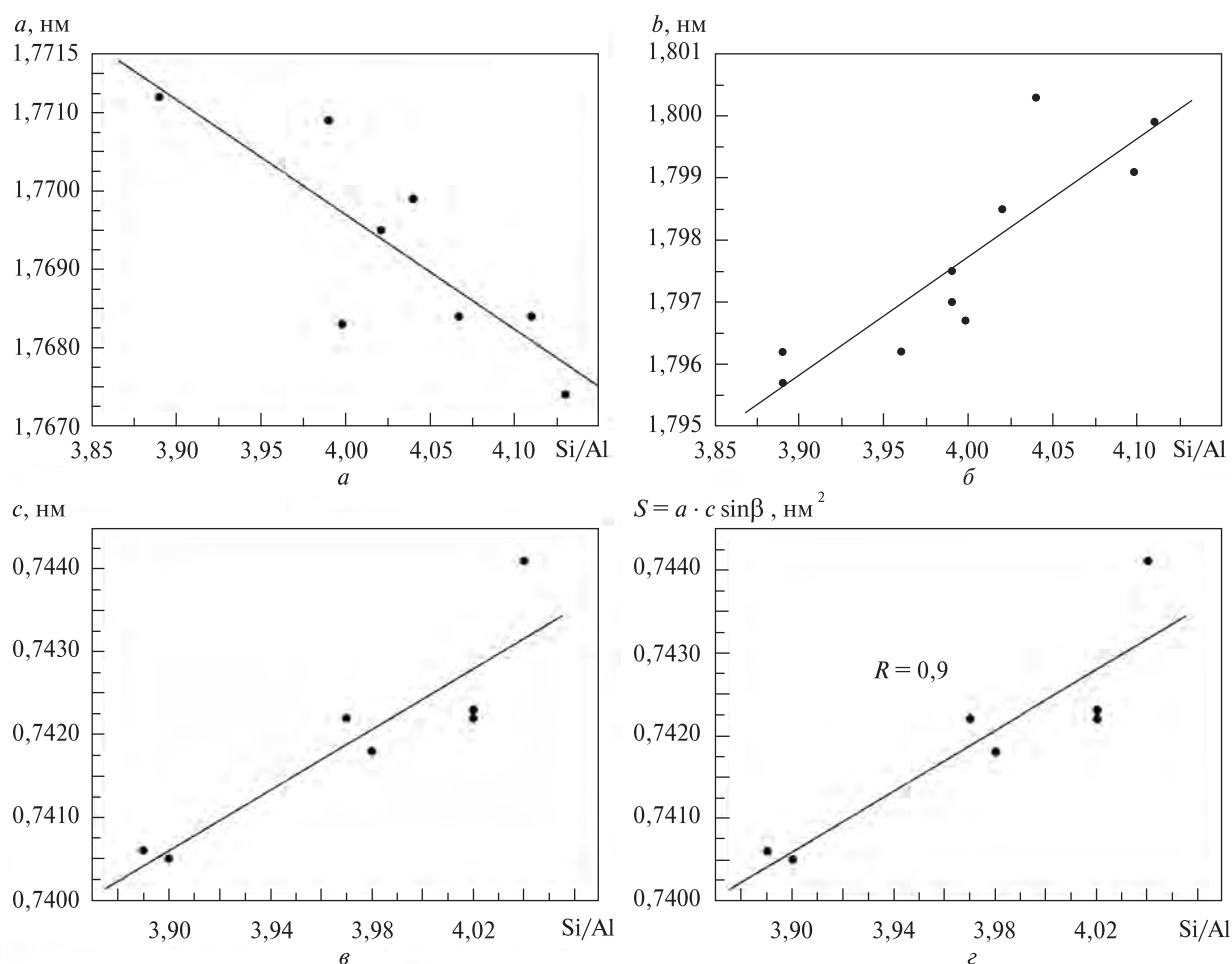 a, нм
1,7715
1,7710
1,7700
1,7690
1,7680
1,7670
3,85 3,90 3,95 4,00 4,05 4,10 Si/Al
а
b, нм
1,801
1,800
1,799
1,798
1,797
1,796
1,795
3,85 3,90 3,95 4,00 4,05 4,10 Si/Al
б
c, нм
0,7440
0,7430
0,7420
0,7410
0,7400
3,90 3,94 3,98 4,02 Si/Al
в
S = a · c sinβ , нм²
0,7440
0,7430
R = 0,9
0,7420
0,7410
0,7400
3,90 3,94 3,98 4,02 Si/Al
г